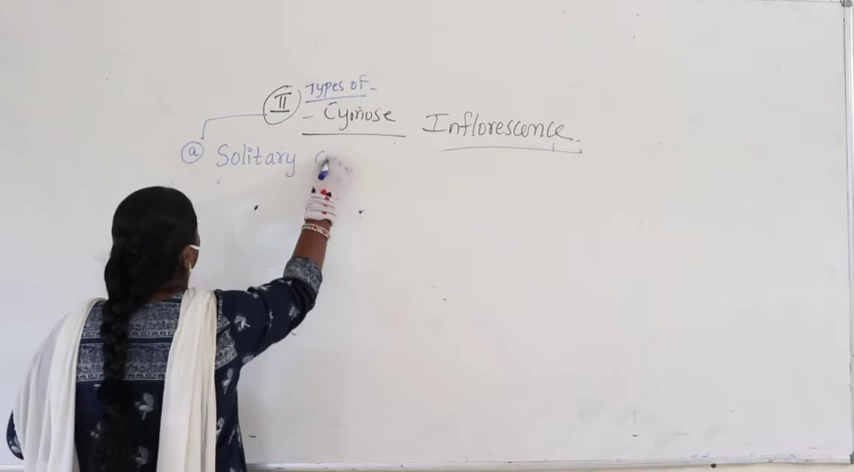 II Types of -
- Cymose Inflorescence.
a Solitary C